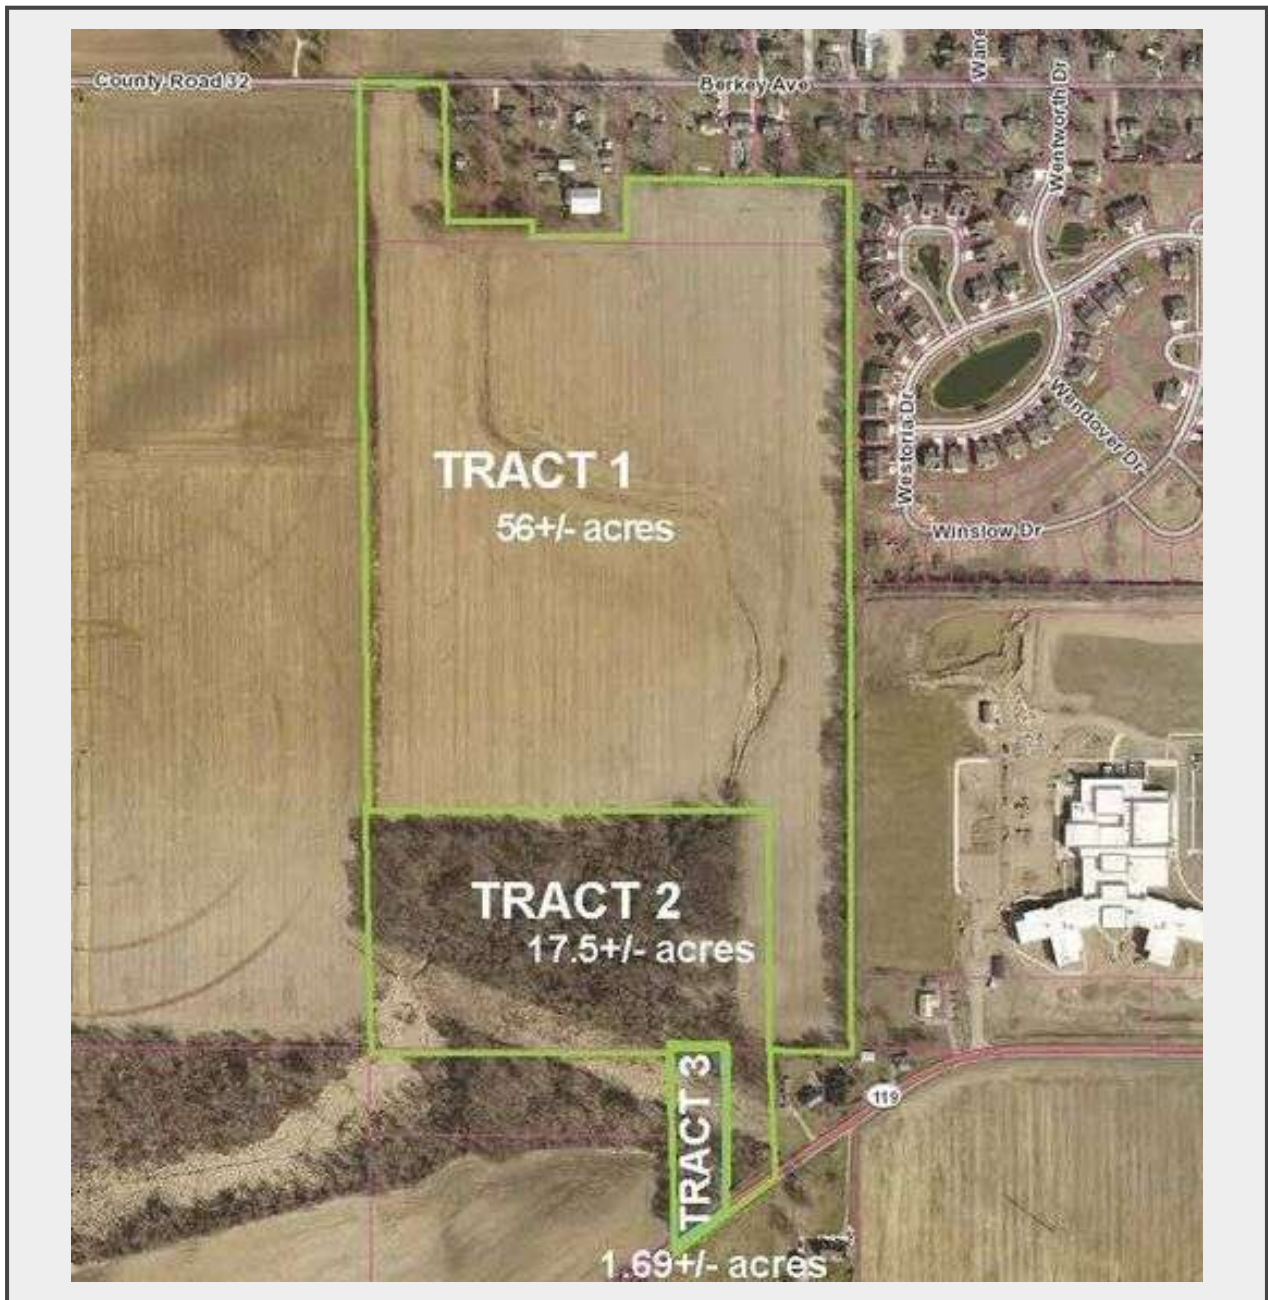 County Road 32
Berkey Ave
Wentworth Dr
TRACT 1
56+/- acres
Westoria Dr
Wandover Dr
Winslow Dr
TRACT 2
17.5+/- acres
TRACT 3
119
1.69+/- acres